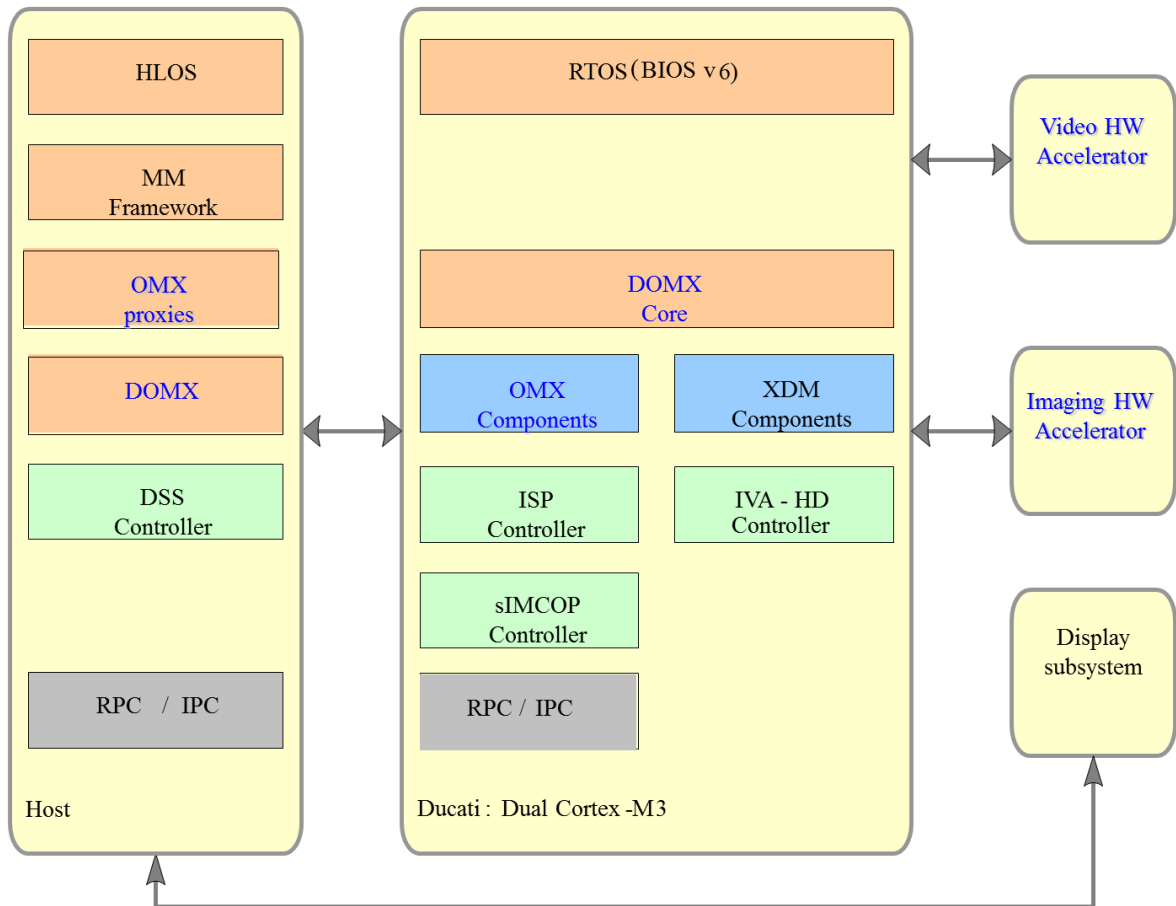 HLOS
MM
Framework
OMX
proxies
DOMX
DSS
Controller
RPC / IPC
Host
RTOS(BIOS v6)
DOMX
Core
OMX
Components
XDM
Components
ISP
Controller
IVA - HD
Controller
sIMCOP
Controller
RPC / IPC
Ducati : Dual Cortex -M3
Video HW
Accelerator
Imaging HW
Accelerator
Display
subsystem